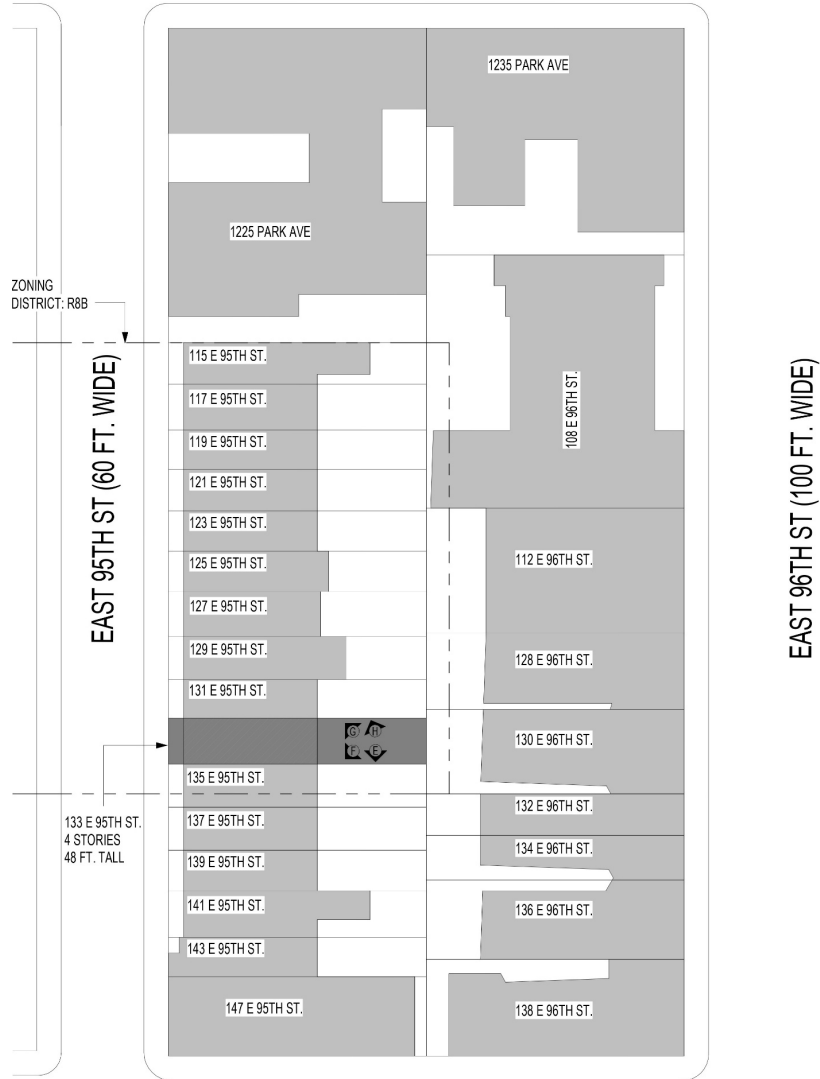 1235 PARK AVE
1225 PARK AVE
ZONING
DISTRICT: R8B
EAST 95TH ST (60 FT. WIDE)
115 E 95TH ST.
117 E 95TH ST.
119 E 95TH ST.
121 E 95TH ST.
123 E 95TH ST.
125 E 95TH ST.
127 E 95TH ST.
129 E 95TH ST.
131 E 95TH ST.
G H
F E
135 E 95TH ST.
137 E 95TH ST.
139 E 95TH ST.
141 E 95TH ST.
143 E 95TH ST.
147 E 95TH ST.
133 E 95TH ST.
4 STORIES
48 FT. TALL
108 E 96TH ST.
112 E 96TH ST.
128 E 96TH ST.
130 E 96TH ST.
132 E 96TH ST.
134 E 96TH ST.
136 E 96TH ST.
138 E 96TH ST.
EAST 96TH ST (100 FT. WIDE)